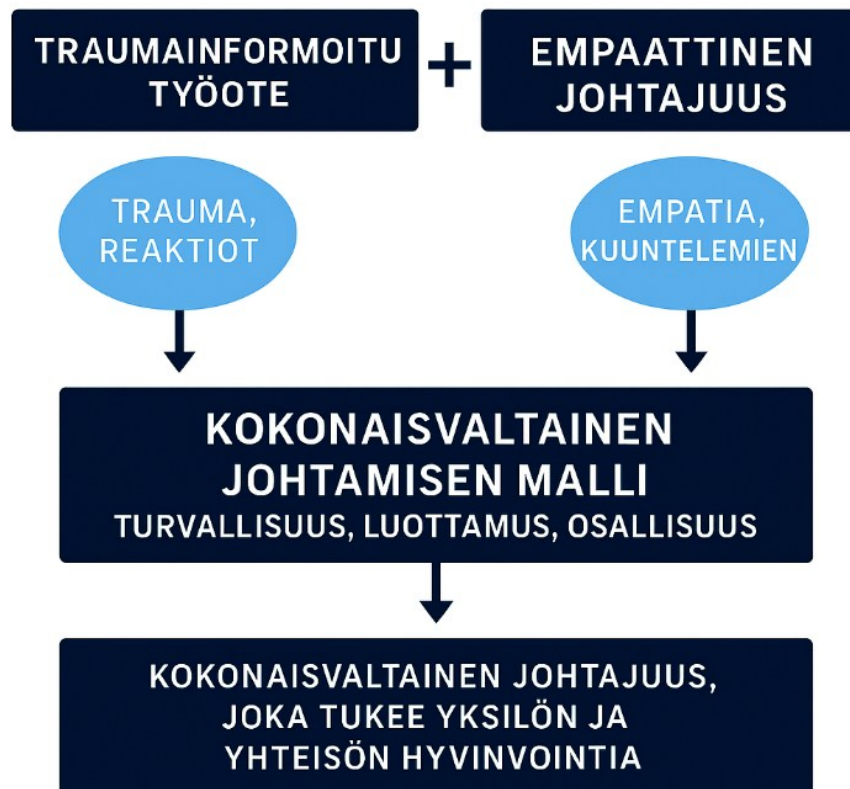 TRAUMAINFORMOITU
TYÖOTE
+
EMPAATTINEN
JOHTAJUUS
TRAUMA,
REAKTIOT
EMPATIA,
KUUNTELEMIEN
KOKONAISVALTAINEN
JOHTAMISEN MALLI
TURVALLISUUS, LUOTTAMUS, OSALLISUUS
KOKONAISVALTAINEN JOHTAJUUS,
JOKA TUKEE YKSILÖN JA
YHTEISÖN HYVINVOINTIA